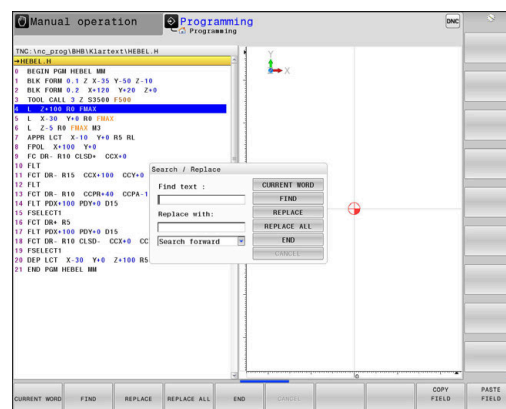 Manual operation
Programming
Programming
DNC
TNC:\nc_prog\BHB\Klartext\HEBEL.H
→HEBEL.H
0 BEGIN PGM HEBEL MM
1 BLK FORM 0.1 Z X-35 Y-50 Z-10
2 BLK FORM 0.2 X+120 Y+20 Z+0
3 TOOL CALL 3 Z S3500 F500
4 L Z+100 R0 FMAX
5 L X-30 Y+0 R0 FMAX
6 L Z-5 R0 FMAX M3
7 APPR LCT X-10 Y+0 R5 RL
8 FPOL X+100 Y+0
9 FC DR- R10 CLSD+ CCX+0
10 FLT
11 FCT DR- R15 CCX+100 CCY+0
12 FLT
13 FCT DR- R10 CCPR+40 CCPA-1
14 FLT PDX+100 PDY+0 D15
15 FSELECT1
16 FCT DR+ R5
17 FLT PDX+100 PDY+0 D15
18 FCT DR- R10 CLSD- CCX+0 CC
19 FSELECT1
20 DEP LCT X-30 Y+0 Z+100 R5
21 END PGM HEBEL MM
Y
X
Search / Replace
Find text :
Replace with:
Search forward
CURRENT WORD
FIND
REPLACE
REPLACE ALL
END
CANCEL
0
CURRENT WORD
FIND
REPLACE
REPLACE ALL
END
CANCEL
COPY
FIELD
PASTE
FIELD